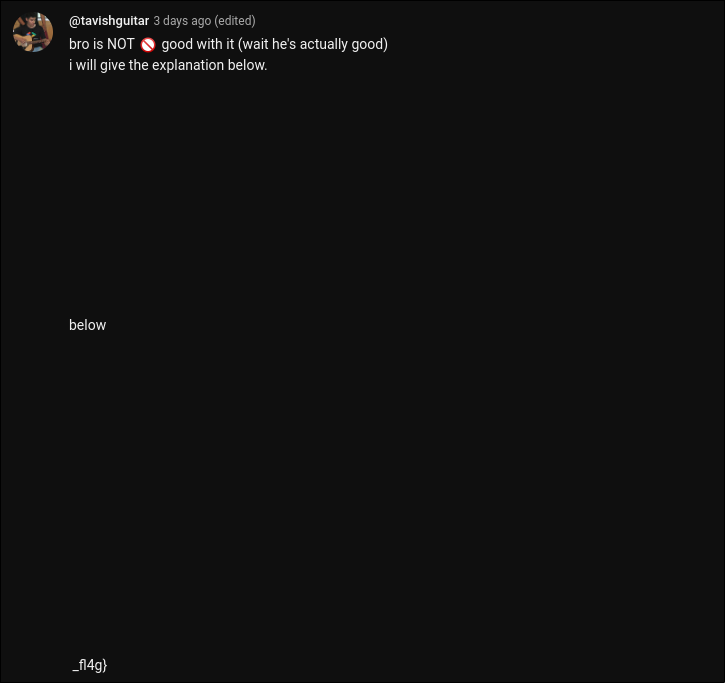 @tavishguitar 3 days ago (edited)
bro is NOT 🚫 good with it (wait he's actually good)
i will give the explanation below.
below
_fl4g}